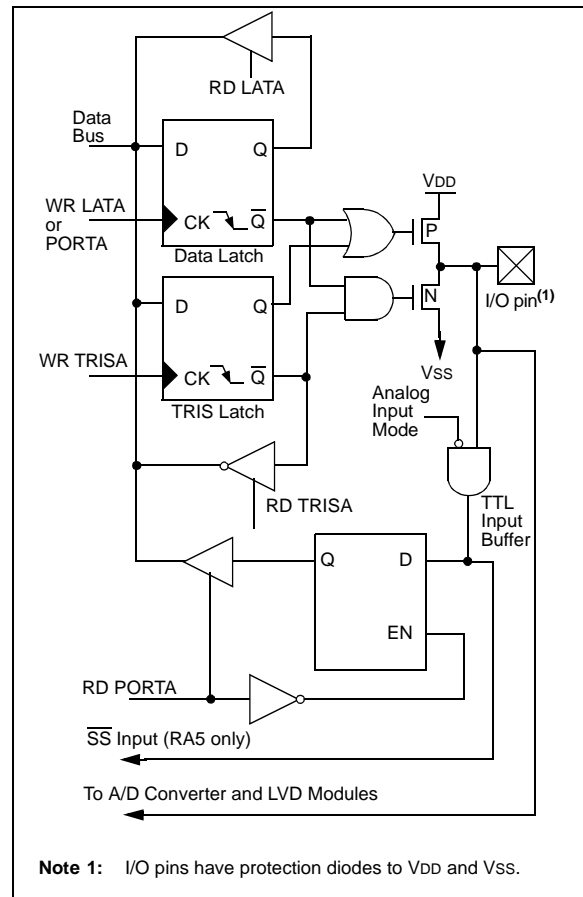 RD LATA
Data
Bus
D
Q
VDD
WR LATA
or
PORTA
CK
Q
P
Data Latch
I/O pin(1)
N
D
Q
WR TRISA
CK
Q
VSS
TRIS Latch
Analog
Input
Mode
RD TRISA
TTL
Input
Buffer
Q
D
EN
RD PORTA
SS Input (RA5 only)
To A/D Converter and LVD Modules
Note 1: I/O pins have protection diodes to VDD and VSS.